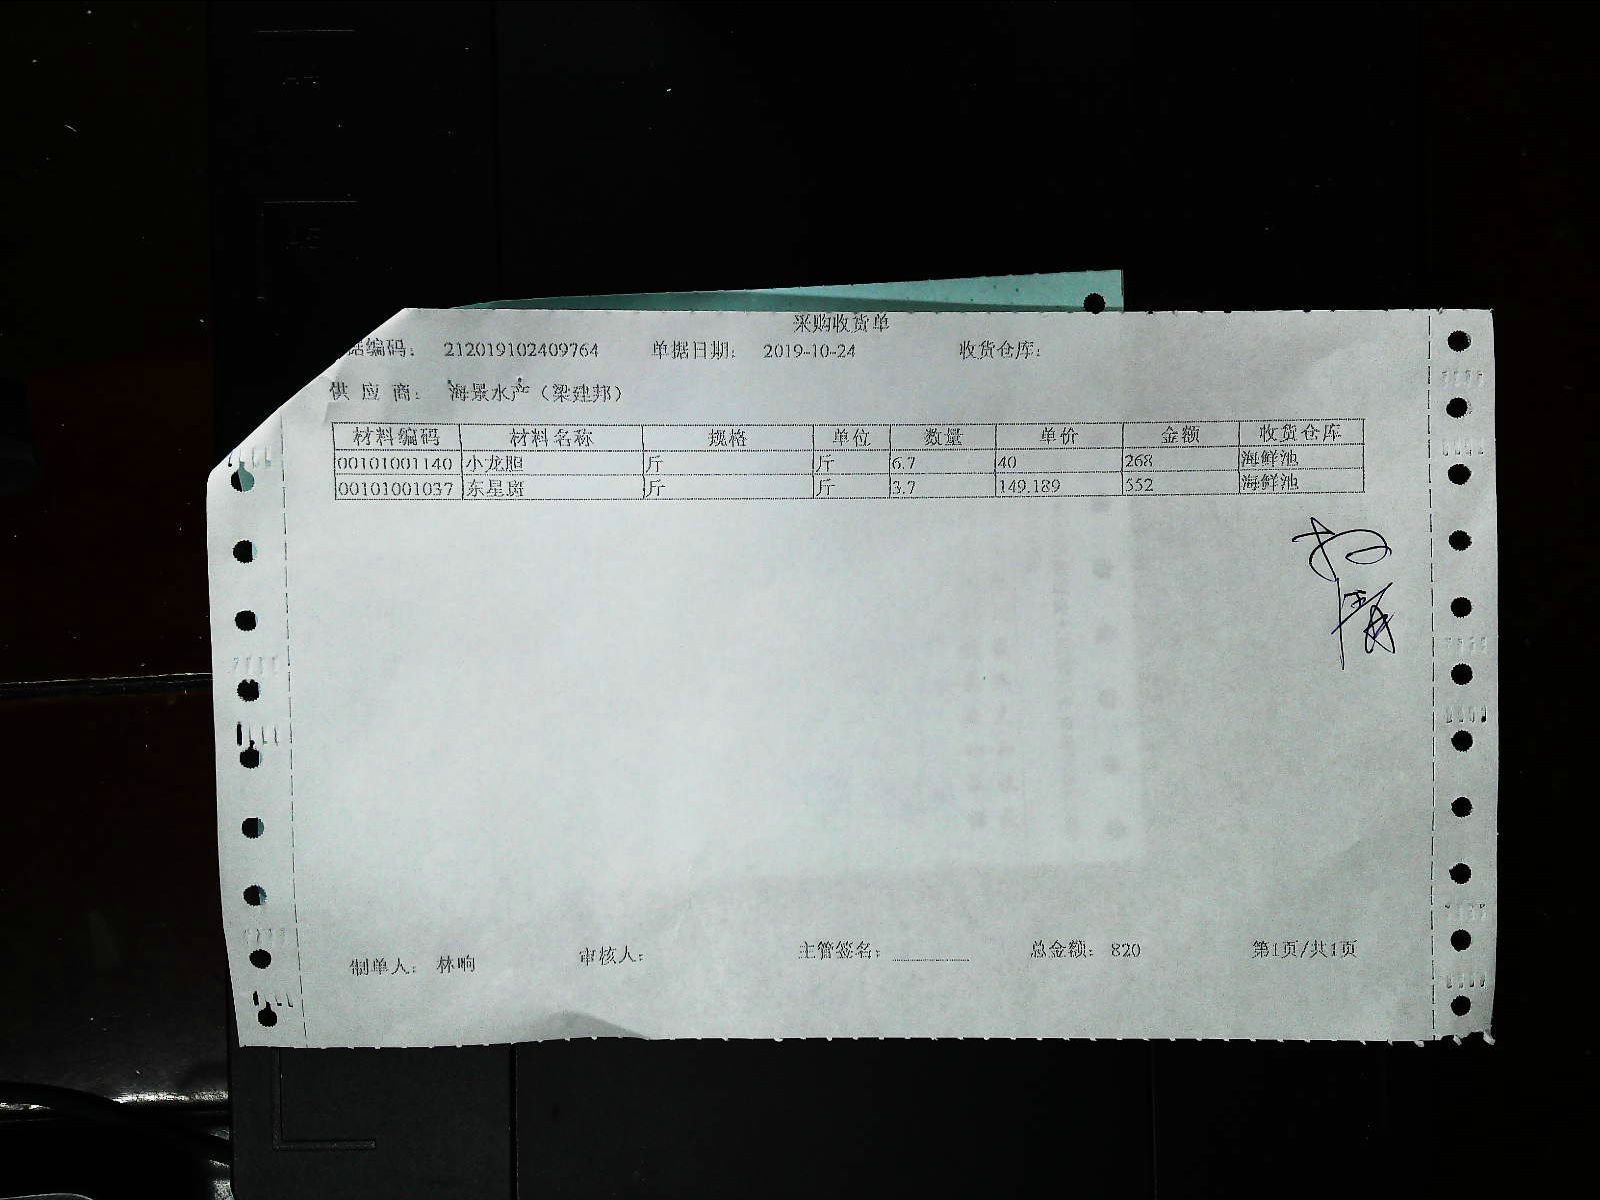 采购收货单
据编码： 212019102409764 单据日期： 2019-10-24 收货仓库：
供 应 商： 海景水产（梁建邦）
材料编码 材料名称 规格 单位 数量 单价 金额 收货仓库
00101001140 小龙胆 斤 斤 6.7 40 268 海鲜池
00101001037 东星斑 斤 斤 3.7 149.189 552 海鲜池
制单人： 林响 审核人： 主管签名： 总金额： 820 第1页/共1页